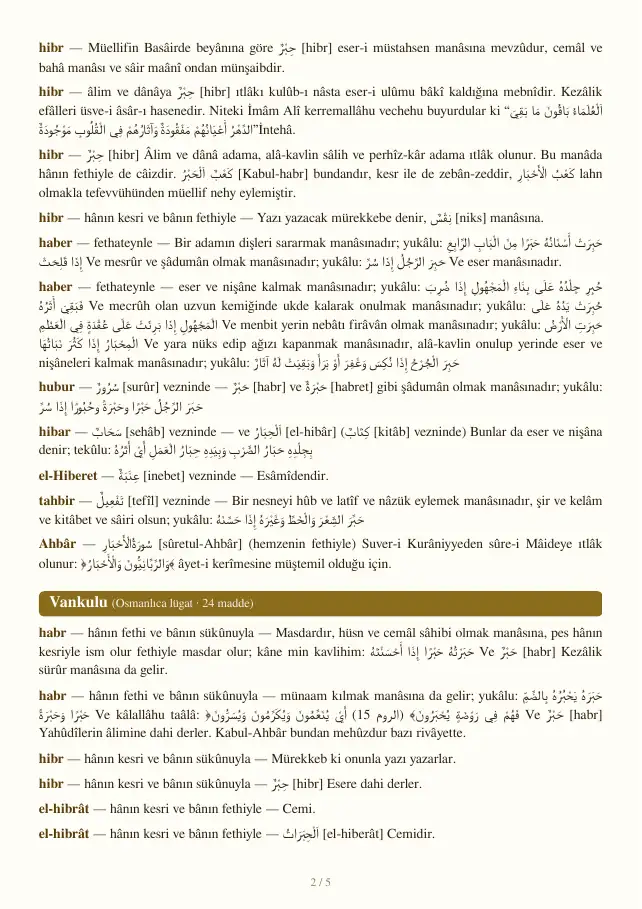 hibr — Müellifin Basâirde beyânına göre حِبْرٌ [hibr] eser-i müstahsen manâsına mevzûdur, cemâl ve
bahâ manâsı ve sâir maânî ondan münşaibdir.
hibr — âlim ve dânâya حِبْرٌ [hibr] ıtlâkı kulûb-ı nâsta eser-i ulûmu bâkî kaldığına mebnîdir. Kezâlik
efâlleri üsve-i âsâr-ı hasenedir. Niteki İmâm Alî kerremallâhu vechehu buyurdular ki “اَلْعُلَمَاءُ بَاقُونَ مَا بَقِيَ
الدَّهْرُ أَعْيَانُهُمْ مَفْقُودَةٌ وَآثَارُهُمْ فِي الْقُلُوبِ مَوْجُودَةٌ”İntehâ.
hibr — حِبْرٌ [hibr] Âlim ve dânâ adama, alâ-kavlin sâlih ve perhîz-kâr adama ıtlâk olunur. Bu manâda
hânın fethiyle de câizdir. كَعْبُ اَلْحَبْرُ [Kabul-habr] bundandır, kesr ile de zebân-zeddir, كَعْبُ الْأَحْبَارِ lahn
olmakla tefevvühünden müellif nehy eylemiştir.
hibr — hânın kesri ve bânın fethiyle — Yazı yazacak mürekkebe denir, نِقْسٌ [niks] manâsına.
haber — fethateynle — Bir adamın dişleri sararmak manâsınadır; yukâlu: حَبِرَتْ أَسْنَانُهُ حَبَرًا مِنَ الْبَابِ الرَّابِعِ
إِذَا قَلِحَتْ Ve mesrûr ve şâdumân olmak manâsınadır; yukâlu: حَبِرَ الرَّجُلُ إِذَا سُرَّ Ve eser manâsınadır.
haber — fethateynle — eser ve nişâne kalmak manâsınadır; yukâlu: حُبِرَ جِلْدُهُ عَلَى بِنَاءِ الْمَجْهُولِ إِذَا ضُرِبَ
فَبَقِيَ أَثَرُهُ Ve mecrûh olan uzvun kemiğinde ukde kalarak onulmak manâsınadır; yukâlu: حُبِرَتْ يَدُهُ عَلَى
الْمَجْهُولِ إِذَا بَرِئَتْ عَلَى عُقْدَةٍ فِي الْعَظْمِ Ve menbit yerin nebâtı firâvân olmak manâsınadır; yukâlu: حَبِرَتِ الْأَرْضُ
الْمِحْبَارُ إِذَا كَثُرَ نَبَاتُهَا Ve yara nüks edip ağızı kapanmak manâsınadır, alâ-kavlin onulup yerinde eser ve
nişâneleri kalmak manâsınadır; yukâlu: حَبِرَ الْجُرْحُ إِذَا نُكِسَ وَغَفِرَ أَوْ بَرَأَ وَبَقِيَتْ لَهُ آثَارٌ
hubur — سُرُورٌ [surûr] vezninde — حَبْرٌ [habr] ve حَبْرَةٌ [habret] gibi şâdumân olmak manâsınadır; yukâlu:
حَبَرَ الرَّجُلُ حَبْرًا وَحَبْرَةً وَحُبُورًا إِذَا سُرَّ
hibar — سَحَابٌ [sehâb] vezninde — ve اَلْحِبَارُ [el-hibâr] (كِتَابٌ [kitâb] vezninde) Bunlar da eser ve nişâna
denir; tekûlu: بِجِلْدِهِ حَبَارُ الضَّرْبِ وَبِيَدِهِ حِبَارُ الْعَمَلِ أَيْ أَثَرُهُ
el-Hiberet — عِنَبَةٌ [inebet] vezninde — Esâmîdendir.
tahbir — تَفْعِيلٌ [tefîl] vezninde — Bir nesneyi hûb ve latîf ve nâzük eylemek manâsınadır, şir ve kelâm
ve kitâbet ve sâiri olsun; yukâlu: حَبَّرَ الشِّعْرَ وَالْخَطَّ وَغَيْرَهُ إِذَا حَسَّنَهُ
Ahbâr — سُورَةُالْأَحْبَارِ [sûretul-Ahbâr] (hemzenin fethiyle) Suver-i Kurâniyyeden sûre-i Mâideye ıtlâk
olunur: ﴿وَالرَّبَّانِيُّونَ وَالْأَحْبَارُ﴾ âyet-i kerîmesine müştemil olduğu için.
Vankulu (Osmanlıca lügat · 24 madde)
habr — hânın fethi ve bânın sükûnuyla — Masdardır, hüsn ve cemâl sâhibi olmak manâsına, pes hânın
kesriyle ism olur fethiyle masdar olur; kâne min kavlihim: حَبَرْتُهُ حَبْرًا إِذَا أَحْسَنْتَهُ Ve حَبْرٌ [habr] Kezâlik
sürûr manâsına da gelir.
habr — hânın fethi ve bânın sükûnuyla — münaam kılmak manâsına da gelir; yukâlu: حَبَرَهُ يَحْبُرُهُ بِالضَّمِّ
حَبْرًا وَحَبْرَةً Ve kâlallâhu taâlâ: ﴿فَهُمْ فِي رَوْضَةٍ يُحْبَرُونَ﴾ (الروم 15) أَيْ يُنَعَّمُونَ وَيُكَرَّمُونَ وَيُسَرُّونَ Ve حَبْرٌ [habr]
Yahûdîlerin âlimine dahi derler. Kabul-Ahbâr bundan mehûzdur bazı rivâyette.
hibr — hânın kesri ve bânın sükûnuyla — Mürekkeb ki onunla yazı yazarlar.
hibr — hânın kesri ve bânın sükûnuyla — حِبْرٌ [hibr] Esere dahi derler.
el-hibrât — hânın kesri ve bânın fethiyle — Cemi.
el-hibrât — hânın kesri ve bânın fethiyle — اَلْحِبَرَاتُ [el-hiberât] Cemidir.
2 / 5